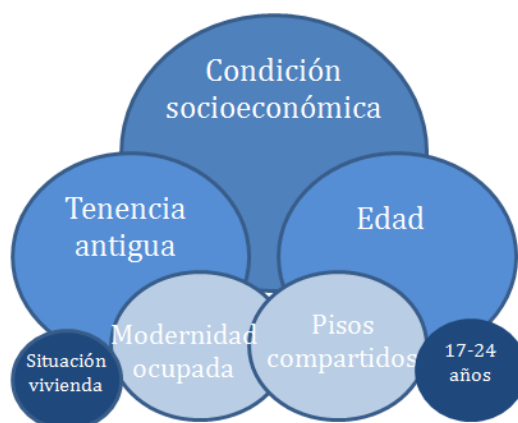 Condición
socioeconómica
Tenencia
antigua
Edad
Modernidad
ocupada
Pisos
compartidos
Situación
vivienda
17-24
años